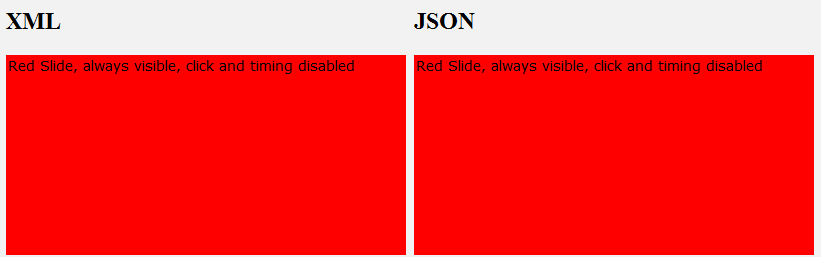 XML
JSON
Red Slide, always visible, click and timing disabled
Red Slide, always visible, click and timing disabled